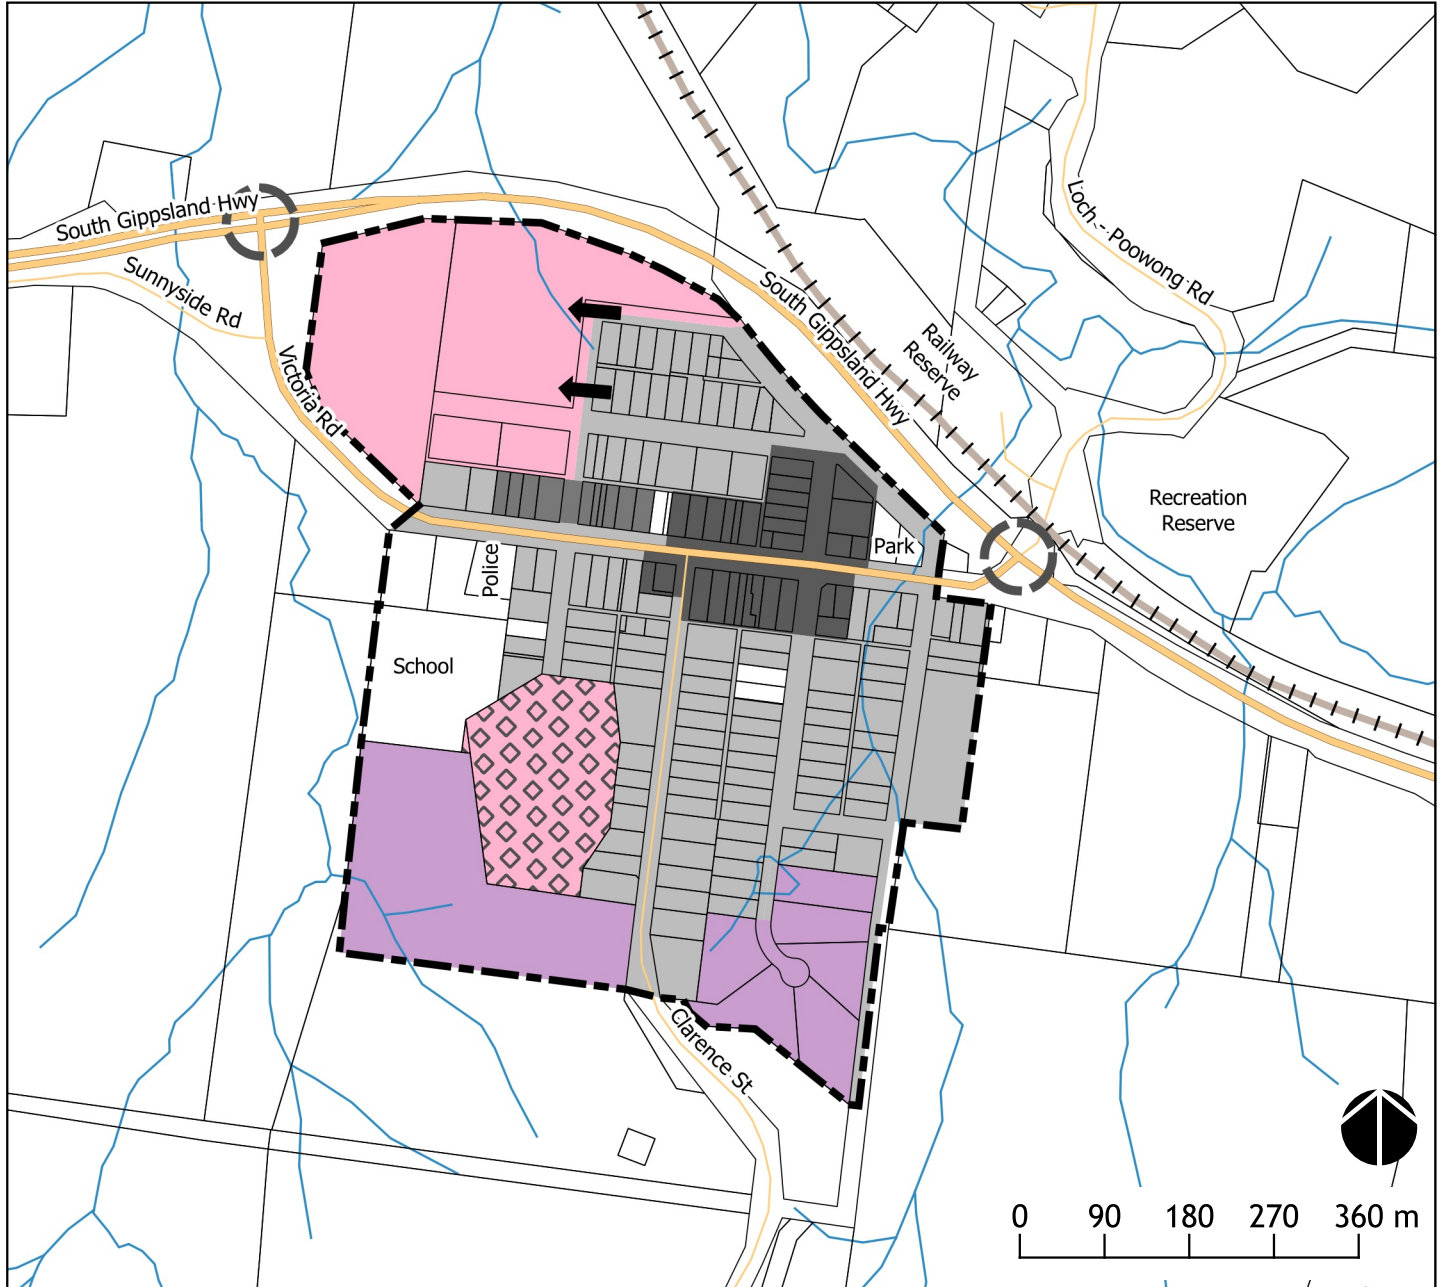 South Gippsland Hwy
Sunnyside Rd
Victoria Rd
South Gippsland Hwy
Railway
Reserve
Loch - Poowong Rd
Recreation
Reserve
Park
Police
School
Clarence St
0 90 180 270 360 m